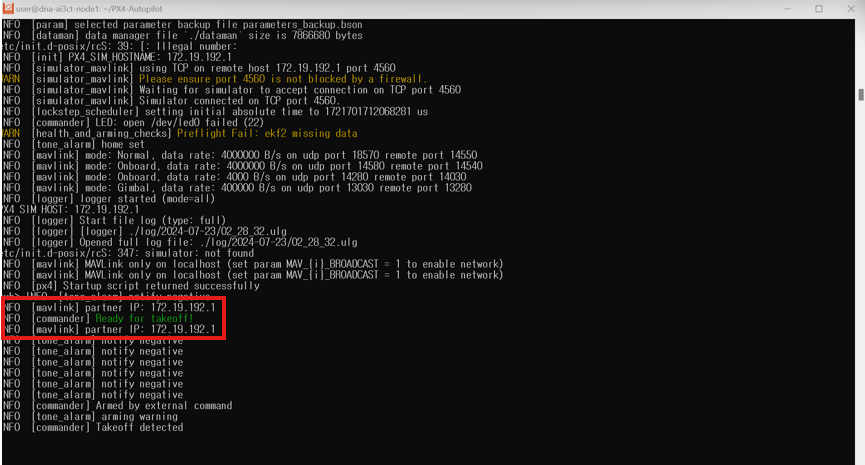 user@dna-ai3ct-node1: ~/PX4-Autopilot
NFO [param] selected parameter backup file parameters_backup.bson
NFO [dataman] data manager file './dataman' size is 7866680 bytes
etc/init.d-posix/rcS: 39: [: Illegal number:
NFO [init] PX4_SIM_HOSTNAME: 172.19.192.1
NFO [simulator_mavlink] using TCP on remote host 172.19.192.1 port 4560
WARN [simulator_mavlink] Please ensure port 4560 is not blocked by a firewall.
NFO [simulator_mavlink] Waiting for simulator to accept connection on TCP port 4560
NFO [simulator_mavlink] Simulator connected on TCP port 4560.
NFO [lockstep_scheduler] setting initial absolute time to 1721701712068281 us
NFO [commander] LED: open /dev/led0 failed (22)
WARN [health_and_arming_checks] Preflight Fail: ekf2 missing data
NFO [tone_alarm] home set
NFO [mavlink] mode: Normal, data rate: 4000000 B/s on udp port 18570 remote port 14550
NFO [mavlink] mode: Onboard, data rate: 4000000 B/s on udp port 14580 remote port 14540
NFO [mavlink] mode: Onboard, data rate: 4000 B/s on udp port 14280 remote port 14030
NFO [mavlink] mode: Gimbal, data rate: 400000 B/s on udp port 13030 remote port 13280
NFO [logger] logger started (mode=all)
PX4 SIM HOST: 172.19.192.1
NFO [logger] Start file log (type: full)
NFO [logger] [logger] ./log/2024-07-23/02_28_32.ulg
NFO [logger] Opened full log file: ./log/2024-07-23/02_28_32.ulg
etc/init.d-posix/rcS: 347: simulator: not found
NFO [mavlink] MAVLink only on localhost (set param MAV_{i}_BROADCAST = 1 to enable network)
NFO [mavlink] MAVLink only on localhost (set param MAV_{i}_BROADCAST = 1 to enable network)
NFO [px4] Startup script returned successfully
INFO [tone_alarm] notify negative
NFO [mavlink] partner IP: 172.19.192.1
NFO [commander] Ready for takeoff!
NFO [mavlink] partner IP: 172.19.192.1
NFO [tone_alarm] notify negative
NFO [tone_alarm] notify negative
NFO [tone_alarm] notify negative
NFO [tone_alarm] notify negative
NFO [tone_alarm] notify negative
NFO [tone_alarm] notify negative
NFO [commander] Armed by external command
NFO [tone_alarm] arming warning
NFO [commander] Takeoff detected